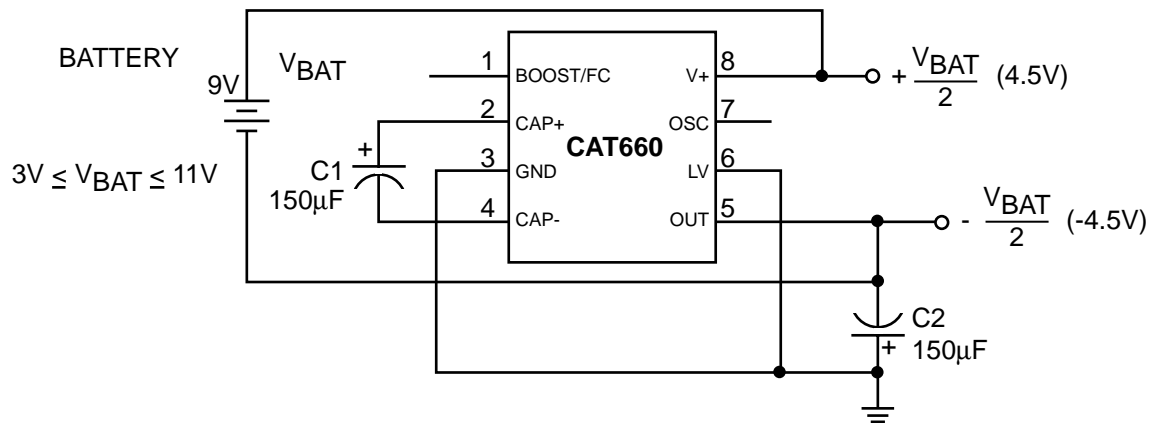 BATTERY
9V
VBAT
3V ≤ VBAT ≤ 11V
+
C1
150µF
1
2
3
4
BOOST/FC
CAP+
GND
CAP-
CAT660
V+
OSC
LV
OUT
8
7
6
5
+ VBAT/2 (4.5V)
- VBAT/2 (-4.5V)
C2
+ 150µF